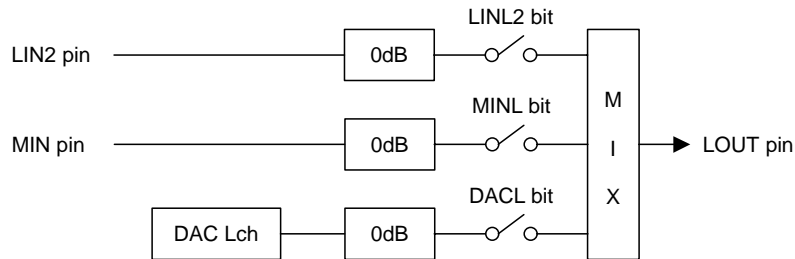 LINL2 bit
LIN2 pin
0dB
MINL bit
MIN pin
0dB
M
I
X
LOUT pin
DACL bit
DAC Lch
0dB